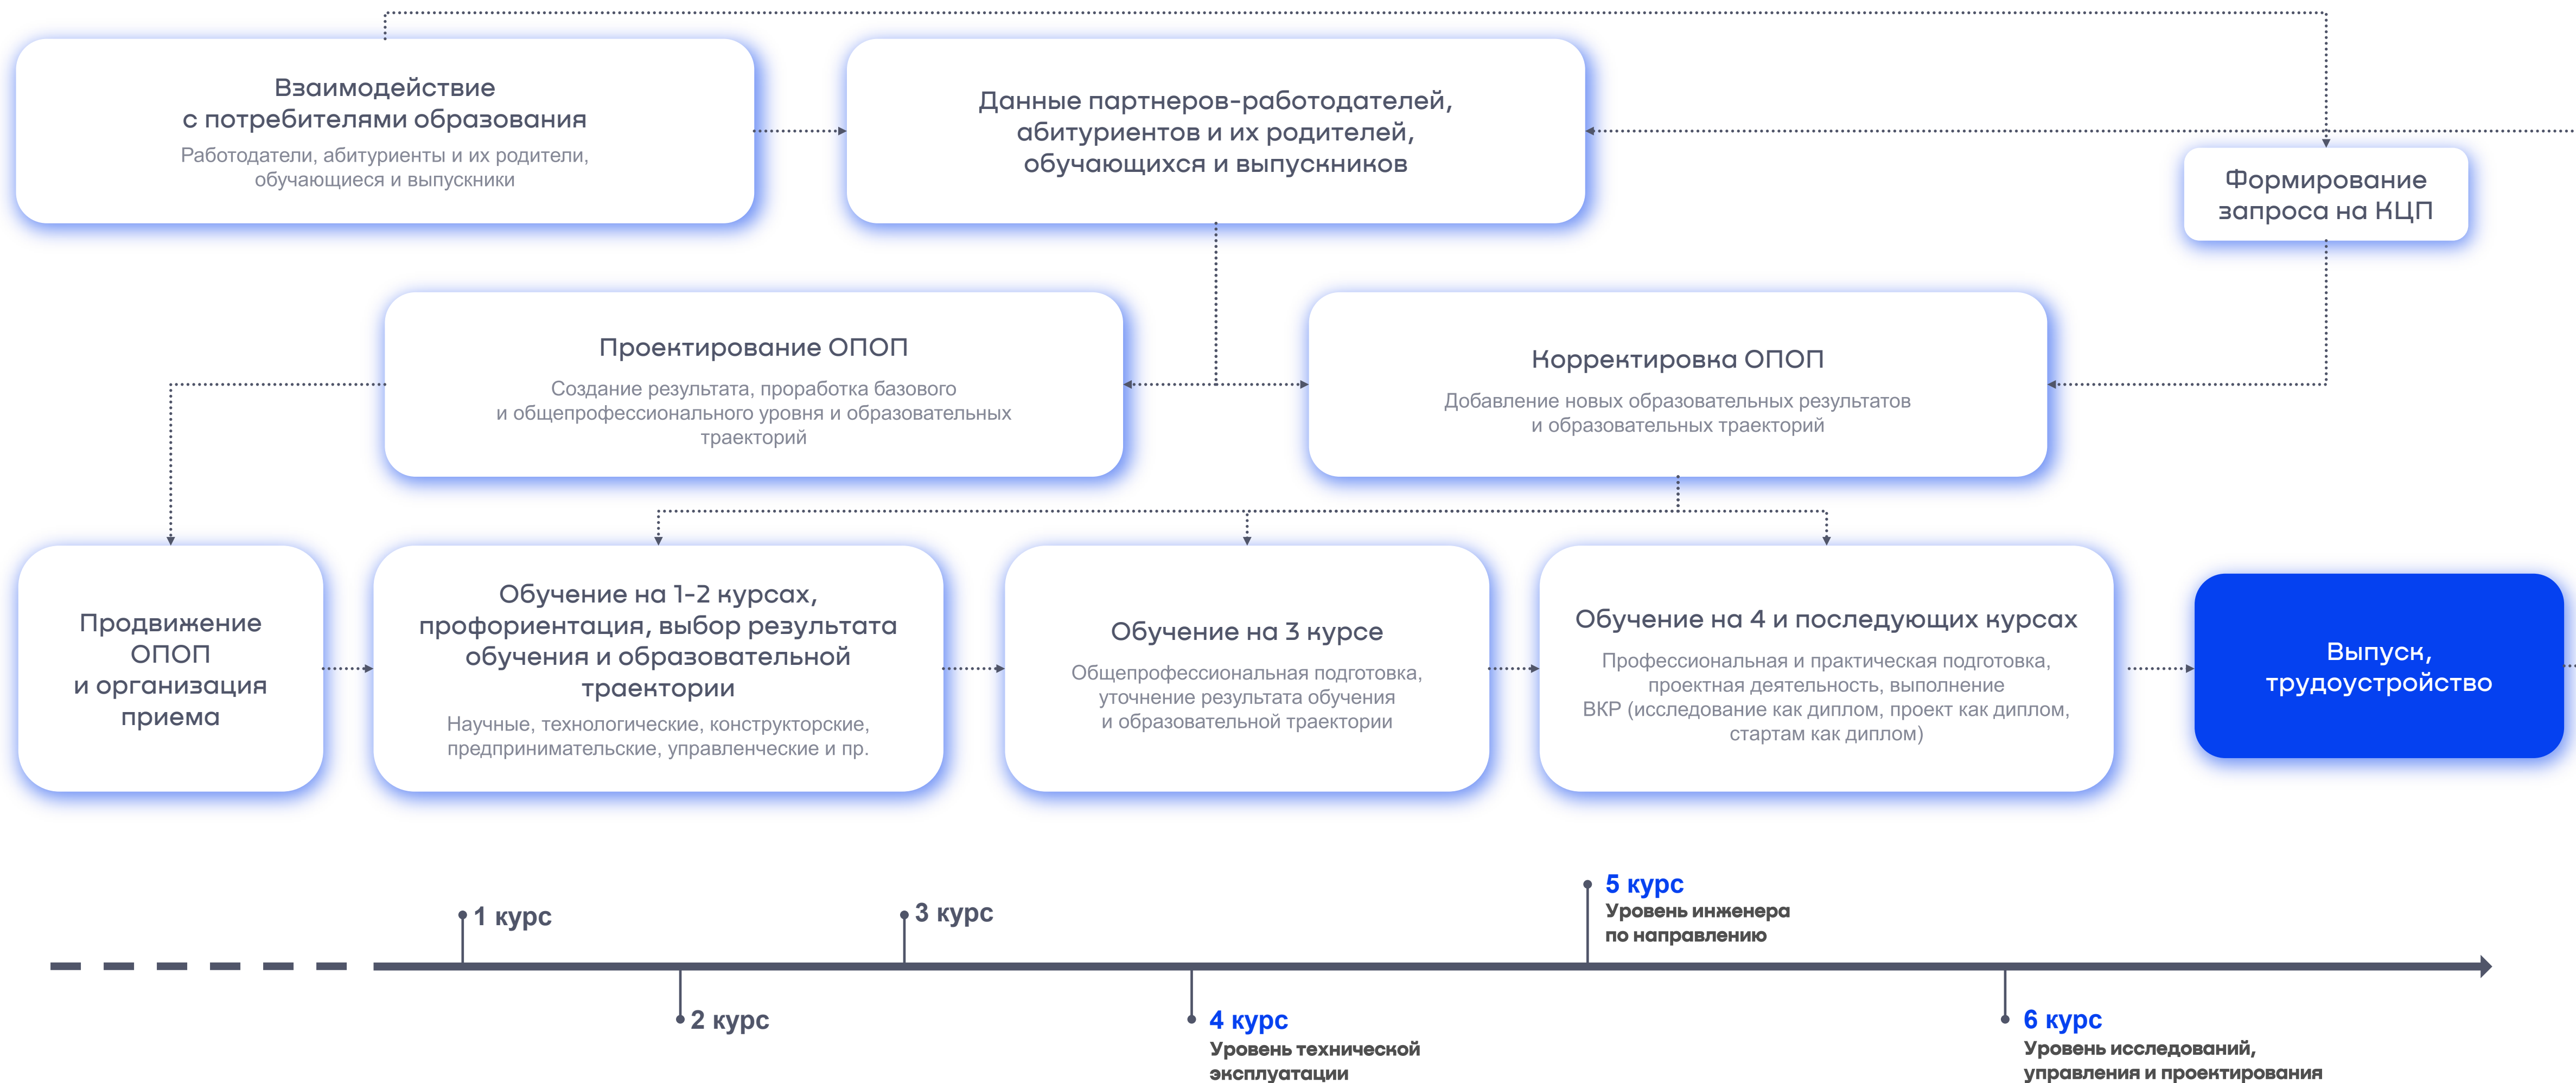 Взаимодействие
с потребителями образования
Работодатели, абитуриенты и их родители,
обучающиеся и выпускники
Данные партнеров-работодателей,
абитуриентов и их родителей,
обучающихся и выпускников
Формирование
запроса на КЦП
Проектирование ОПОП
Создание результата, проработка базового
и общепрофессионального уровня и образовательных
траекторий
Корректировка ОПОП
Добавление новых образовательных результатов
и образовательных траекторий
Продвижение
ОПОП
и организация
приема
Обучение на 1-2 курсах,
профориентация, выбор результата
обучения и образовательной
траектории
Научные, технологические, конструкторские,
предпринимательские, управленческие и пр.
Обучение на 3 курсе
Общепрофессиональная подготовка,
уточнение результата обучения
и образовательной траектории
Обучение на 4 и последующих курсах
Профессиональная и практическая подготовка,
проектная деятельность, выполнение
ВКР (исследование как диплом, проект как диплом,
стартам как диплом)
Выпуск,
трудоустройство
1 курс
2 курс
3 курс
4 курс
Уровень технической
эксплуатации
5 курс
Уровень инженера
по направлению
6 курс
Уровень исследований,
управления и проектирования